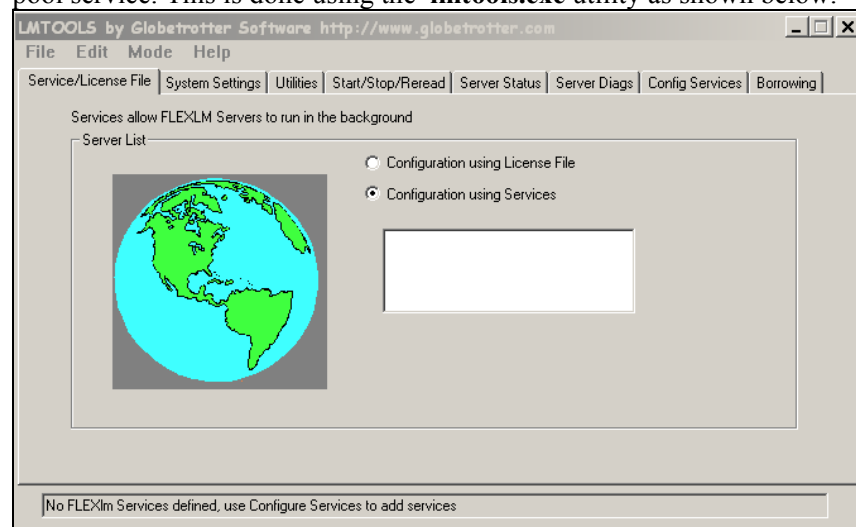 pool service. This is done using the 'lmtools.exe utility as shown below.
LMTOOLS by Globetrotter Software http://www.globetrotter.com
File Edit Mode Help
Service/License File System Settings Utilities Start/Stop/Reread Server Status Server Diags Config Services Borrowing
Services allow FLEXLM Servers to run in the background
Server List
Configuration using License File
Configuration using Services
No FLEXlm Services defined, use Configure Services to add services